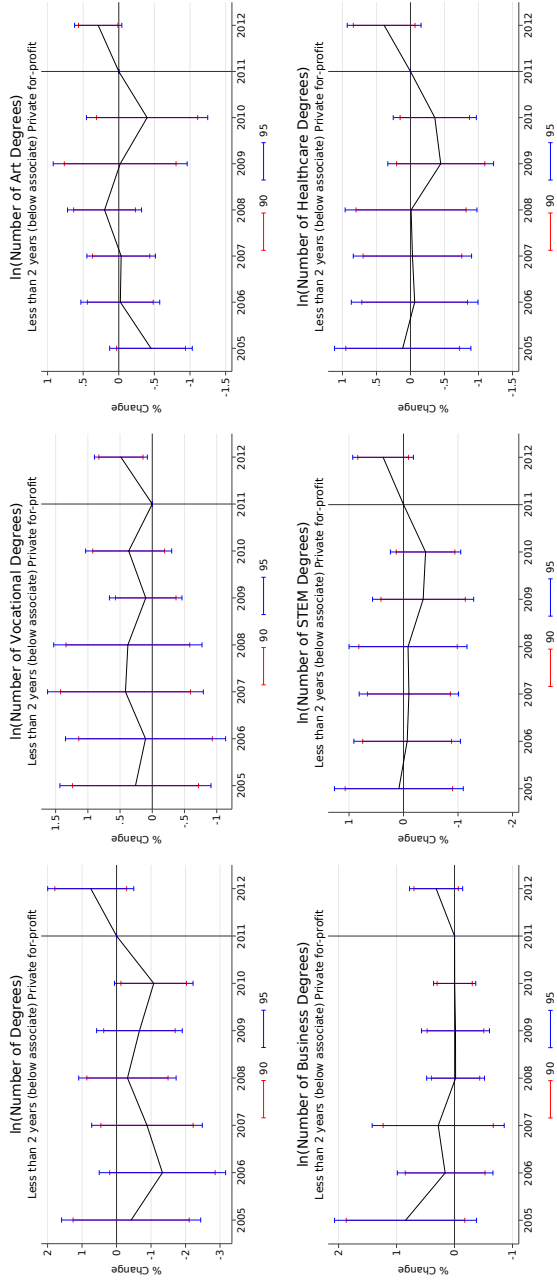 ln(Number of Degrees)
Less than 2 years (below associate) Private for-profit
% Change
2
1
0
-1
-2
-3
2005 2006 2007 2008 2009 2010 2011 2012
90 95
ln(Number of Vocational Degrees)
Less than 2 years (below associate) Private for-profit
% Change
1.5
1
.5
0
-.5
-1
2005 2006 2007 2008 2009 2010 2011 2012
90 95
ln(Number of Art Degrees)
Less than 2 years (below associate) Private for-profit
% Change
1
.5
0
-.5
-1
-1.5
2005 2006 2007 2008 2009 2010 2011 2012
90 95
ln(Number of Business Degrees)
Less than 2 years (below associate) Private for-profit
% Change
2
1
0
2005 2006 2007 2008 2009 2010 2011 2012
90 95
ln(Number of STEM Degrees)
Less than 2 years (below associate) Private for-profit
% Change
1
0
-1
-2
2005 2006 2007 2008 2009 2010 2011 2012
90 95
ln(Number of Healthcare Degrees)
Less than 2 years (below associate) Private for-profit
% Change
1
.5
0
-.5
-1
-1.5
2005 2006 2007 2008 2009 2010 2011 2012
90 95